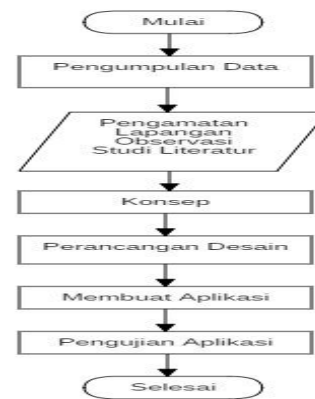 Mulai
Pengumpulan Data
Pengamatan
Lapangan
Observasi
Studi Literatur
Konsep
Perancangan Desain
Membuat Aplikasi
Pengujian Aplikasi
Selesai